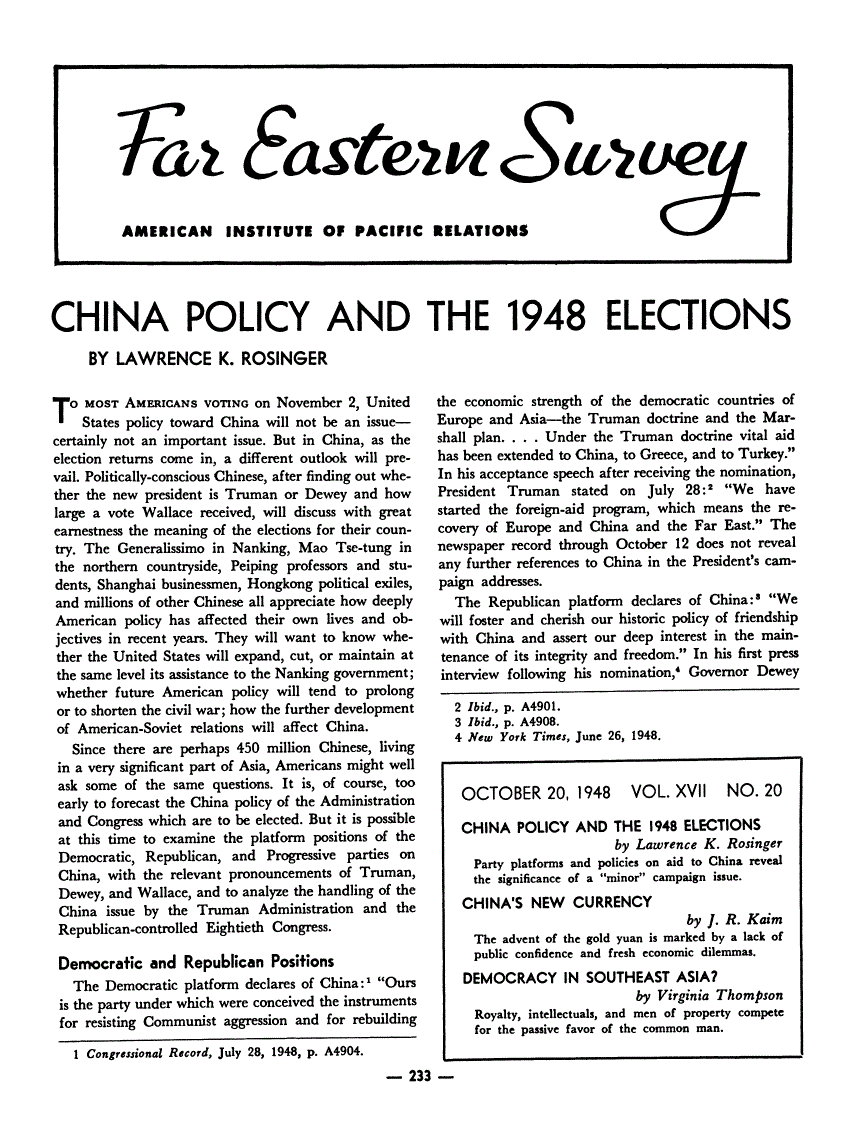 Far Eastern Survey
AMERICAN INSTITUTE OF PACIFIC RELATIONS
CHINA POLICY AND THE 1948 ELECTIONS
BY LAWRENCE K. ROSINGER
TO MOST AMERICANS VOTING on November 2, United
States policy toward China will not be an issue—
certainly not an important issue. But in China, as the
election returns come in, a different outlook will pre-
vail. Politically-conscious Chinese, after finding out whe-
ther the new president is Truman or Dewey and how
large a vote Wallace received, will discuss with great
earnestness the meaning of the elections for their coun-
try. The Generalissimo in Nanking, Mao Tse-tung in
the northern countryside, Peiping professors and stu-
dents, Shanghai businessmen, Hongkong political exiles,
and millions of other Chinese all appreciate how deeply
American policy has affected their own lives and ob-
jectives in recent years. They will want to know whe-
ther the United States will expand, cut, or maintain at
the same level its assistance to the Nanking government;
whether future American policy will tend to prolong
or to shorten the civil war; how the further development
of American-Soviet relations will affect China.
Since there are perhaps 450 million Chinese, living
in a very significant part of Asia, Americans might well
ask some of the same questions. It is, of course, too
early to forecast the China policy of the Administration
and Congress which are to be elected. But it is possible
at this time to examine the platform positions of the
Democratic, Republican, and Progressive parties on
China, with the relevant pronouncements of Truman,
Dewey, and Wallace, and to analyze the handling of the
China issue by the Truman Administration and the
Republican-controlled Eightieth Congress.
Democratic and Republican Positions
The Democratic platform declares of China:¹ “Ours
is the party under which were conceived the instruments
for resisting Communist aggression and for rebuilding
1 Congressional Record, July 28, 1948, p. A4904.
the economic strength of the democratic countries of
Europe and Asia—the Truman doctrine and the Mar-
shall plan. . . . Under the Truman doctrine vital aid
has been extended to China, to Greece, and to Turkey.”
In his acceptance speech after receiving the nomination,
President Truman stated on July 28:² “We have
started the foreign-aid program, which means the re-
covery of Europe and China and the Far East.” The
newspaper record through October 12 does not reveal
any further references to China in the President's cam-
paign addresses.
The Republican platform declares of China:³ “We
will foster and cherish our historic policy of friendship
with China and assert our deep interest in the main-
tenance of its integrity and freedom.” In his first press
interview following his nomination,⁴ Governor Dewey
2 Ibid., p. A4901.
3 Ibid., p. A4908.
4 New York Times, June 26, 1948.
OCTOBER 20, 1948 VOL. XVII NO. 20
CHINA POLICY AND THE 1948 ELECTIONS
by Lawrence K. Rosinger
Party platforms and policies on aid to China reveal
the significance of a "minor" campaign issue.
CHINA'S NEW CURRENCY
by J. R. Kaim
The advent of the gold yuan is marked by a lack of
public confidence and fresh economic dilemmas.
DEMOCRACY IN SOUTHEAST ASIA?
by Virginia Thompson
Royalty, intellectuals, and men of property compete
for the passive favor of the common man.
— 233 —